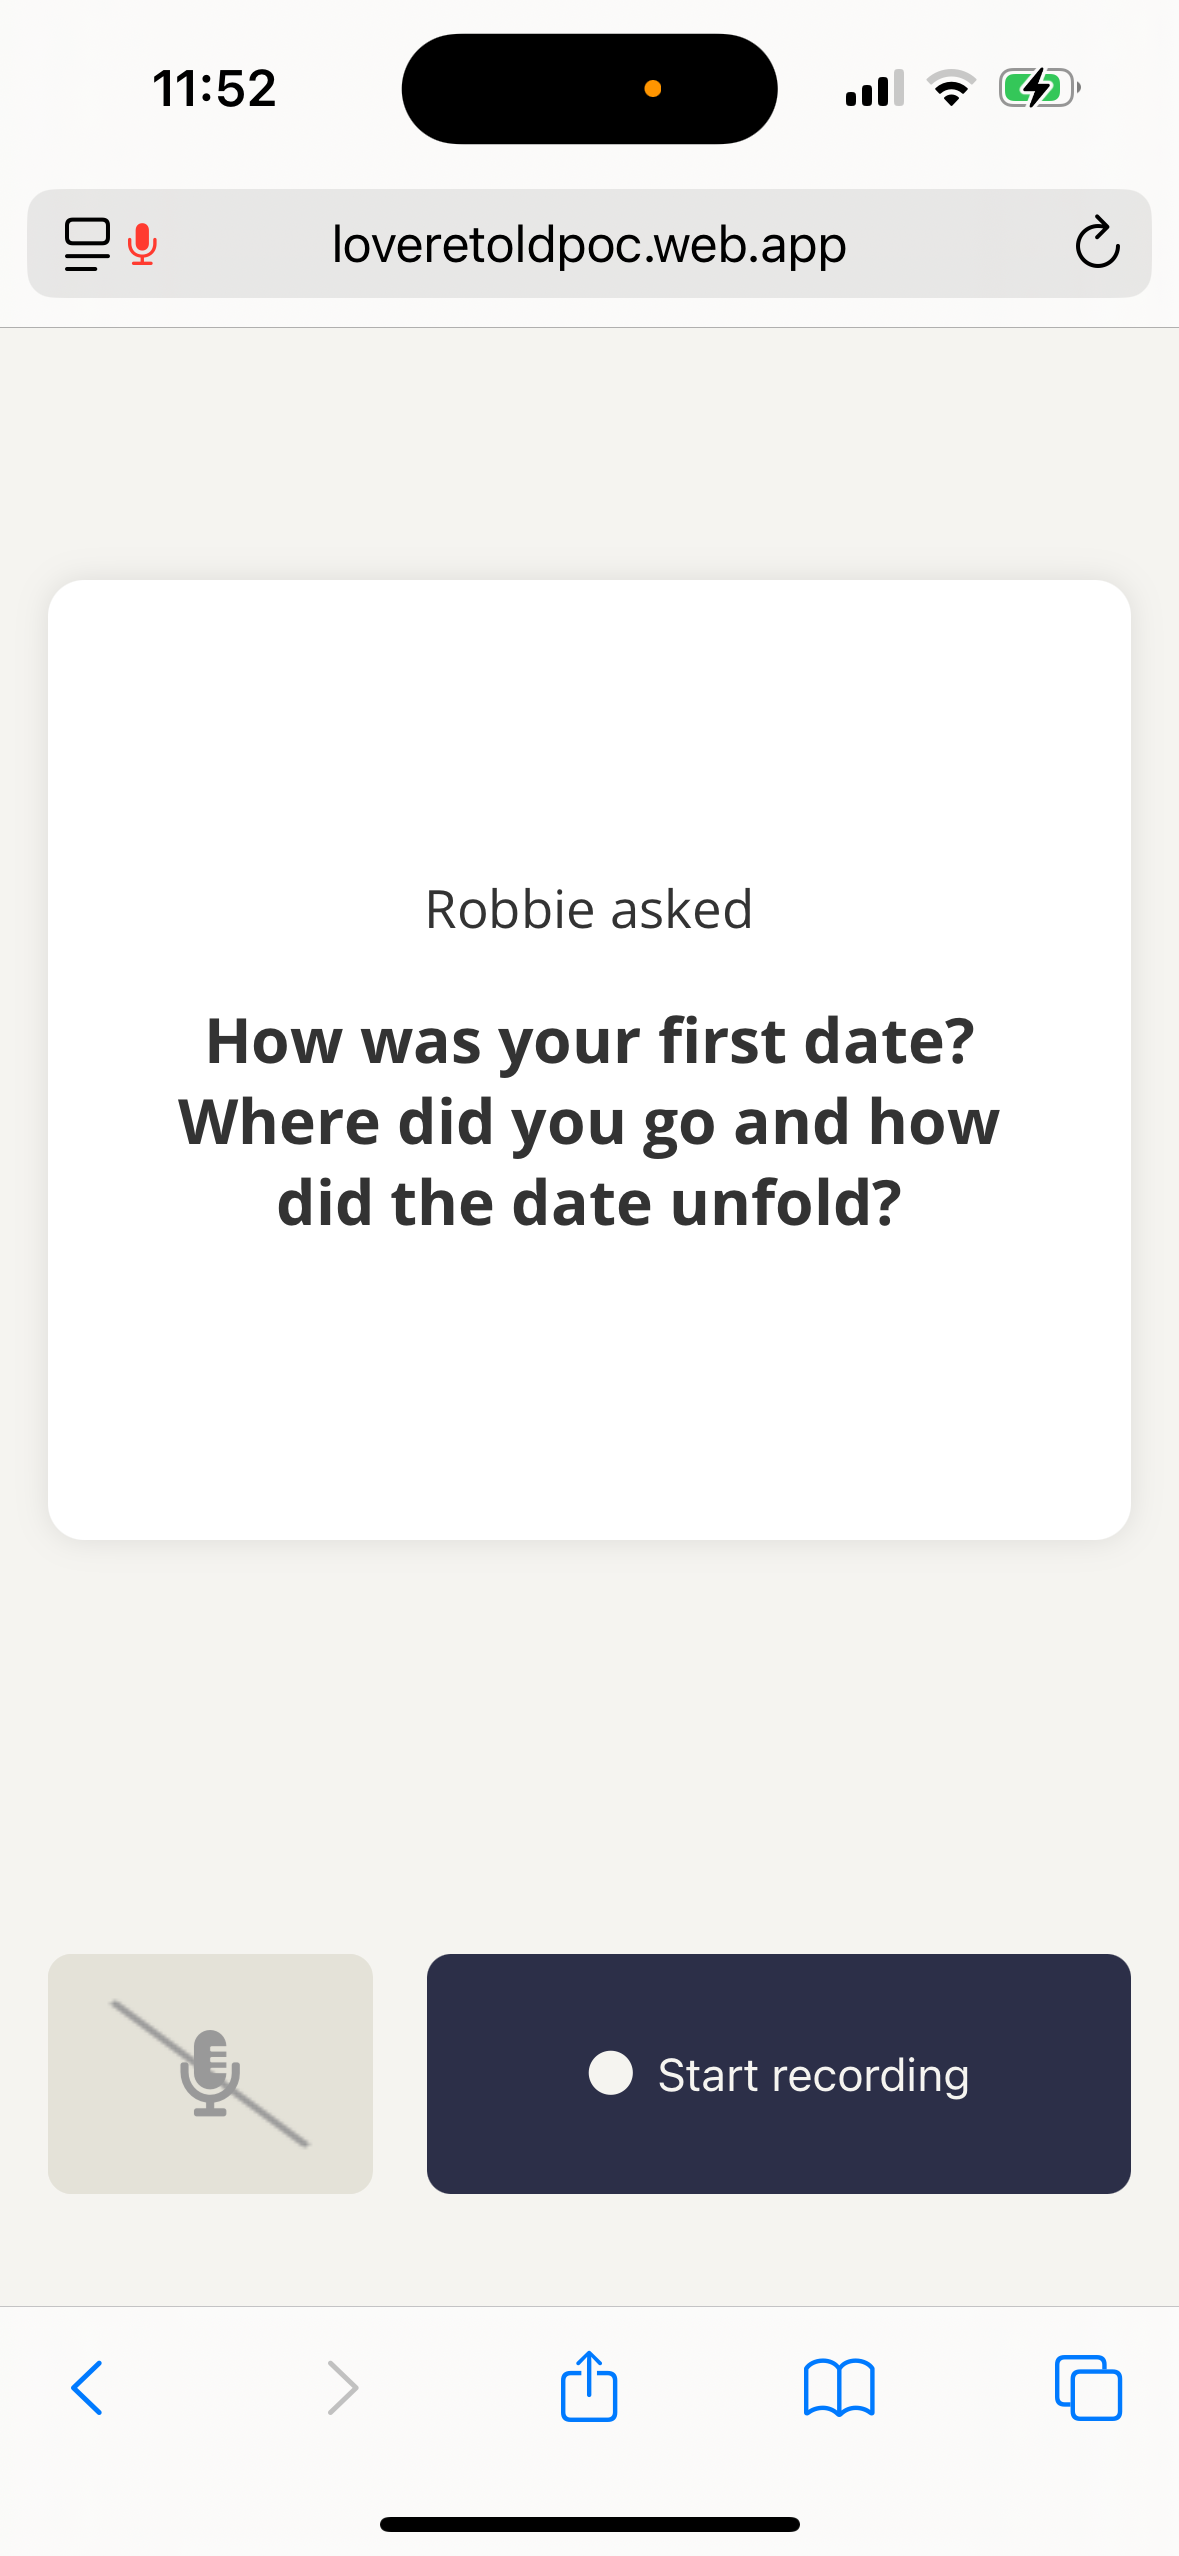 11:52
loveretoldpoc.web.app
Robbie asked
How was your first date?
Where did you go and how
did the date unfold?
Start recording